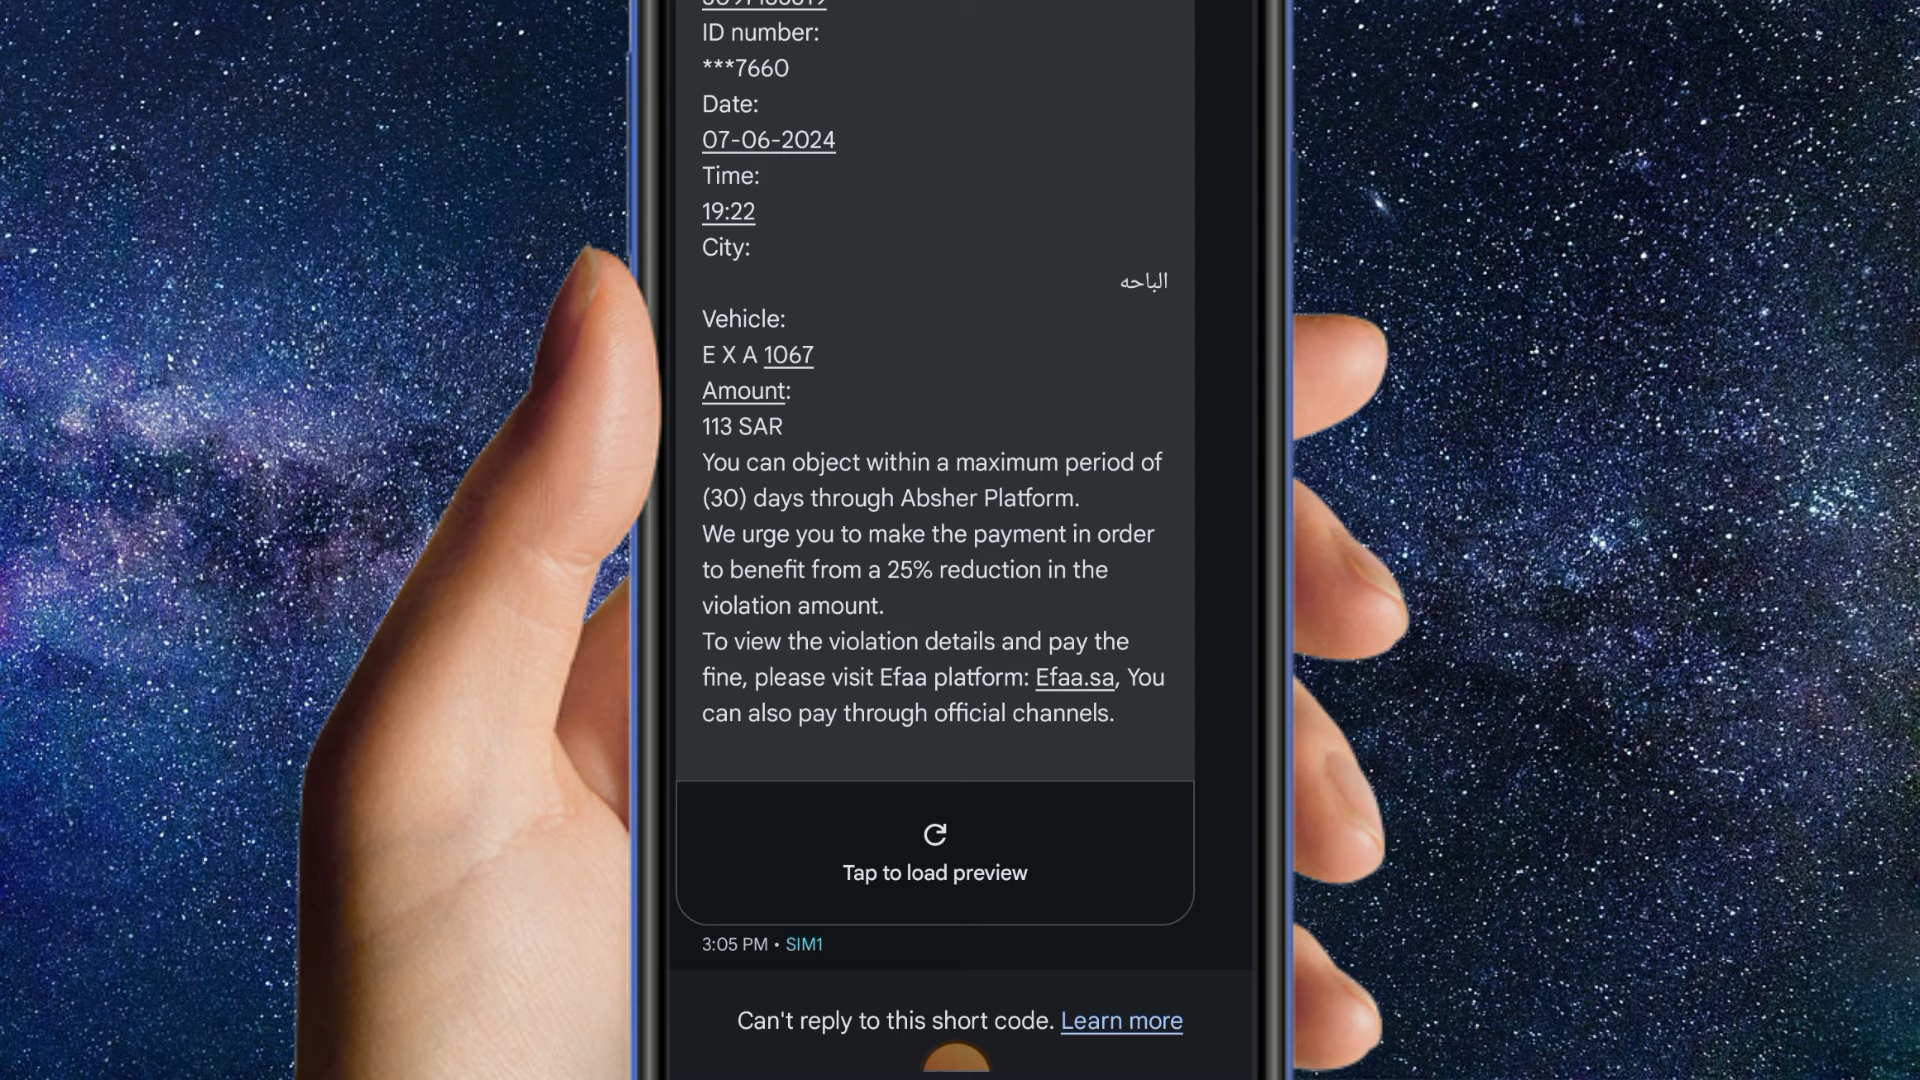 ID number:
***7660
Date:
07-06-2024
Time:
19:22
City:
الباحه
Vehicle:
E X A 1067
Amount:
113 SAR
You can object within a maximum period of
(30) days through Absher Platform.
We urge you to make the payment in order
to benefit from a 25% reduction in the
violation amount.
To view the violation details and pay the
fine, please visit Efaa platform: Efaa.sa, You
can also pay through official channels.
Tap to load preview
3:05 PM • SIM1
Can't reply to this short code. Learn more